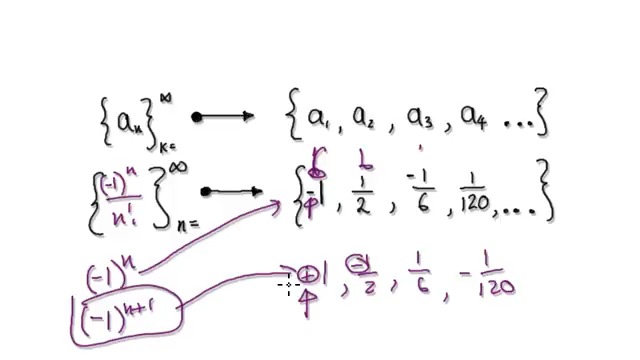 {aₙ}^∞ₖ₌ → {a₁, a₂, a₃, a₄ ...}
{(-1)ⁿ/n!}^∞ₙ₌ → {-1, 1/2, -1/6, 1/120, ...}
(-1)ⁿ
(-1)ⁿ⁺¹ +1, -1/2, 1/6, -1/120